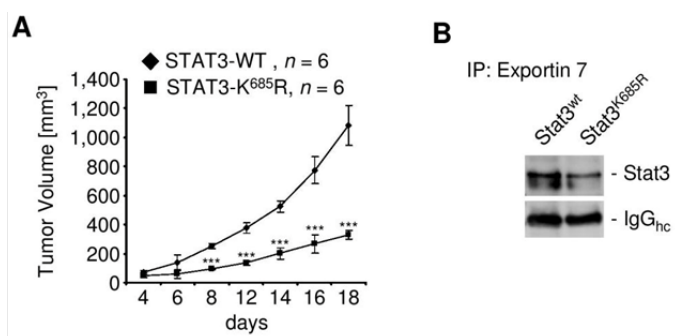 A
STAT3-WT , n = 6
STAT3-K685R, n = 6
Tumor Volume [mm3]
1,400
1,200
1,000
800
600
400
200
0
***
***
***
***
***
4 6 8 12 14 16 18
days
B
IP: Exportin 7
Stat3wt
Stat3K685R
- Stat3
- IgGhc